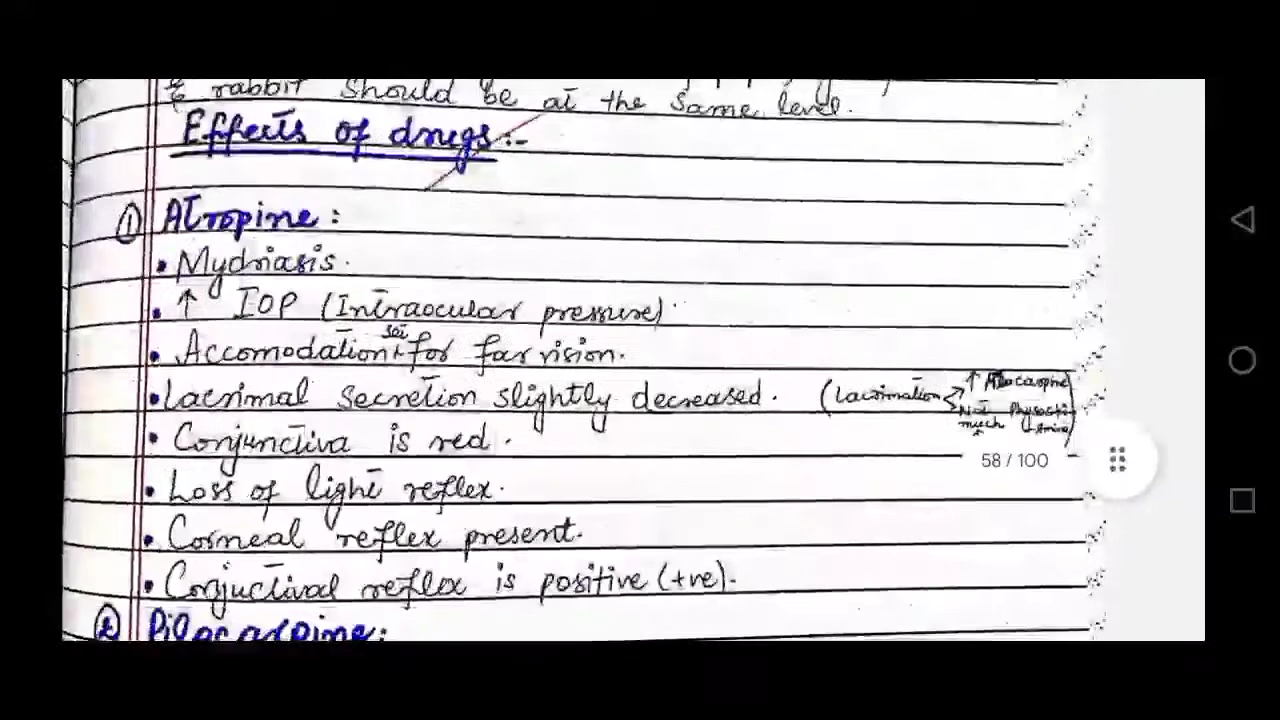 & rabbit should be at the same level.
Effects of drugs:-
① Atropine:
• Mydriasis.
• ↑ IOP (Intraocular pressure).
• Accomodation set for far vision.
• Lacrimal secretion slightly decreased. (Lacrimation ↑ Pilocarpine
Not much Physostigmine)
• Conjunctiva is red.
58 / 100
• Loss of light reflex.
• Corneal reflex present.
• Conjuctival reflex is positive (+ve).
② Pilocarpine: